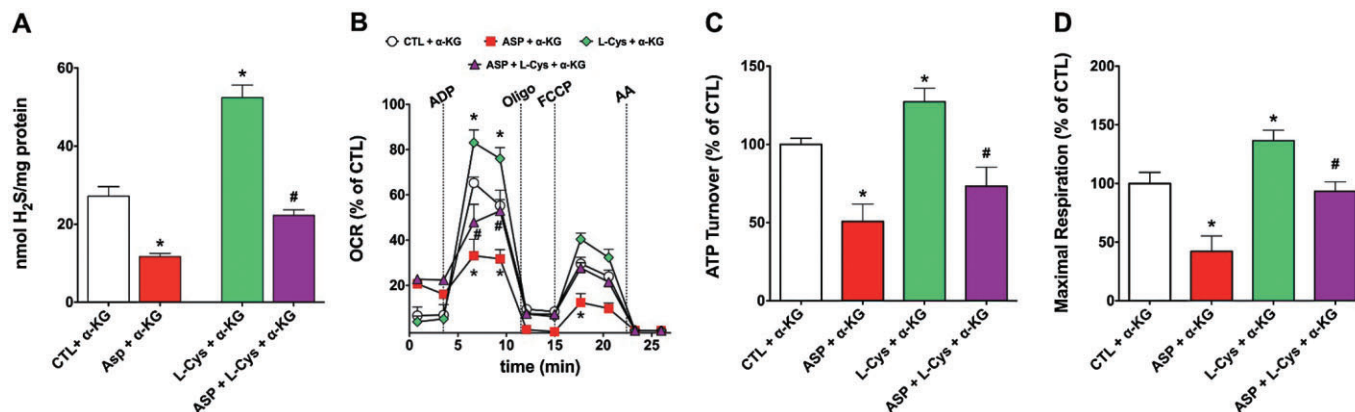 A
nmol H₂S/mg protein
60
40
20
0
*
*
#
CTL + α-KG
Asp + α-KG
L-Cys + α-KG
ASP + L-Cys + α-KG
B
CTL + α-KG
ASP + α-KG
L-Cys + α-KG
ASP + L-Cys + α-KG
ADP
Oligo
FCCP
AA
OCR (% of CTL)
100
80
60
40
20
*
*
#
#
*
*
*
0
5
10
15
20
25
time (min)
C
ATP Turnover (% of CTL)
150
100
50
0
*
*
#
CTL + α-KG
ASP + α-KG
L-Cys + α-KG
ASP + L-Cys + α-KG
D
Maximal Respiration (% of CTL)
200
150
100
50
0
*
*
#
CTL + α-KG
ASP + α-KG
L-Cys + α-KG
ASP + L-Cys + α-KG